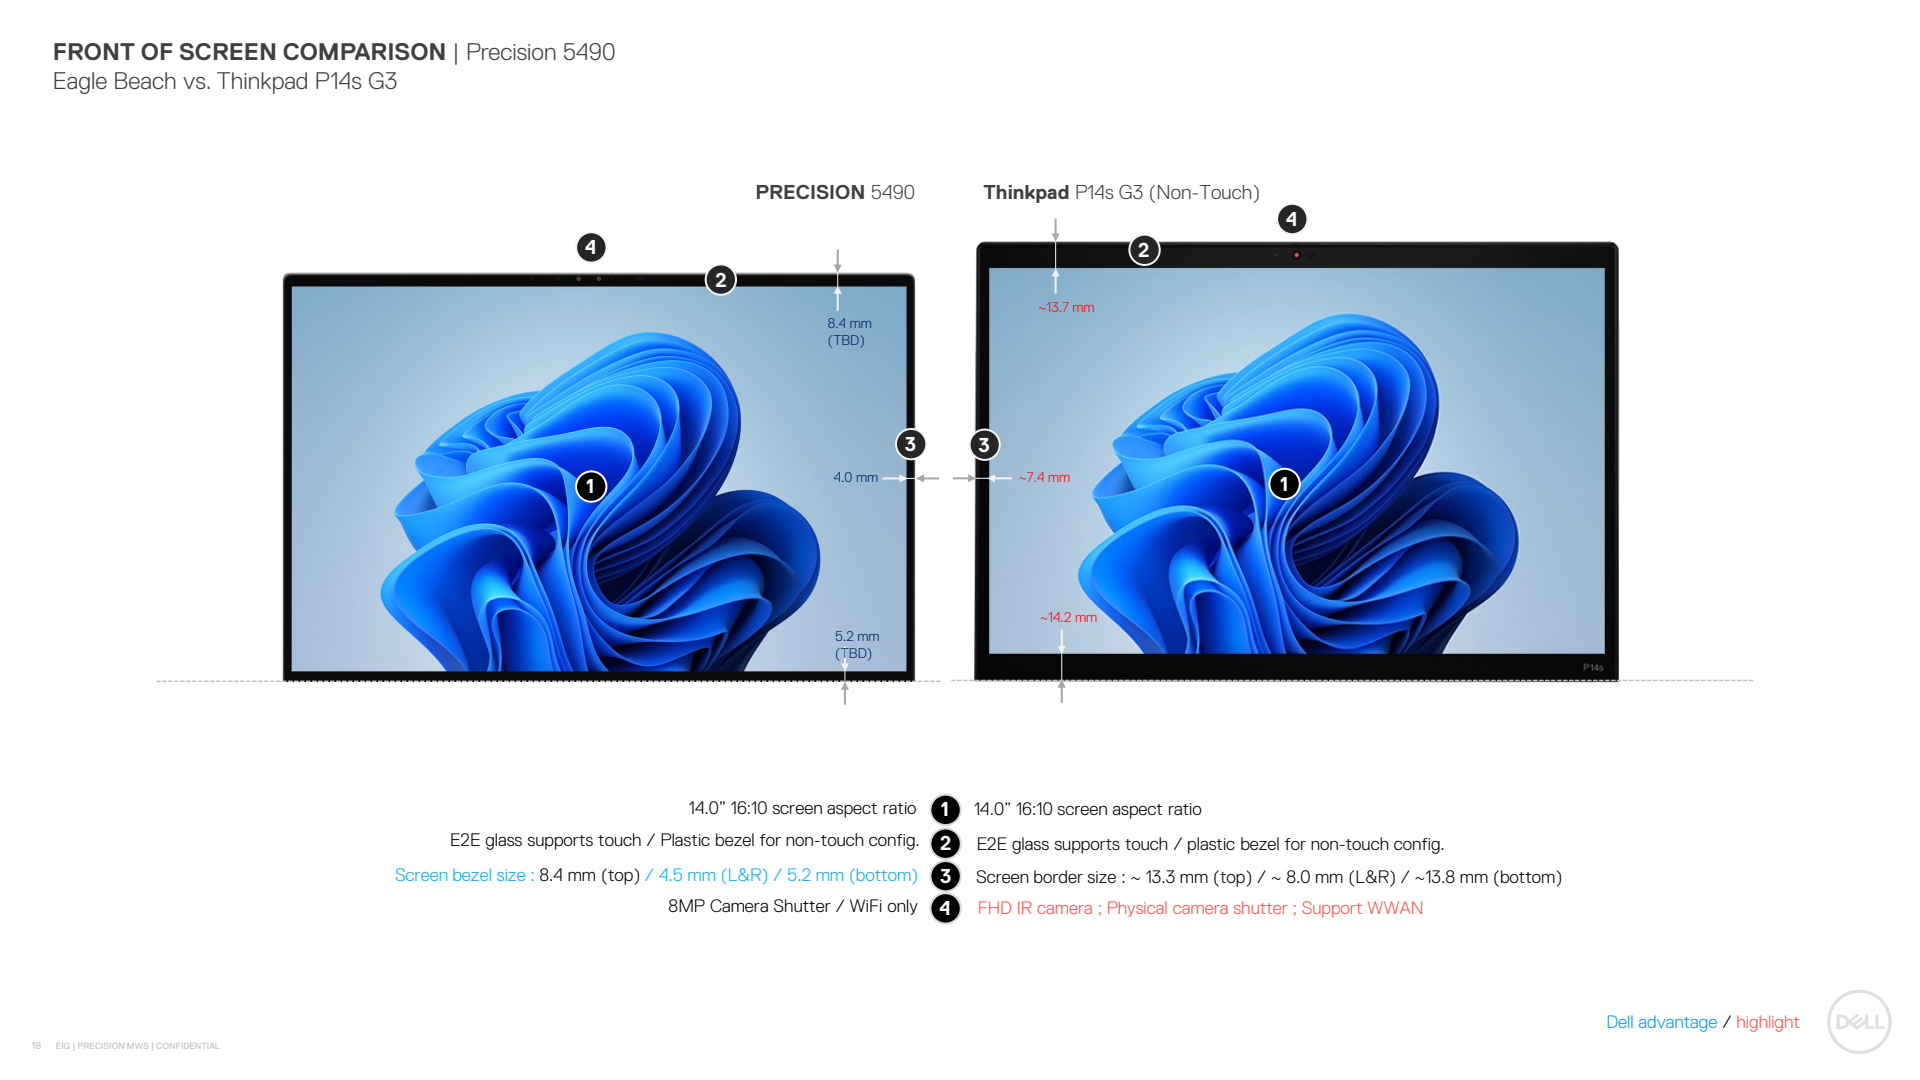 FRONT OF SCREEN COMPARISON | Precision 5490
Eagle Beach vs. Thinkpad P14s G3
PRECISION 5490
Thinkpad P14s G3 (Non-Touch)
4
4
2
2
~13.7 mm
8.4 mm
(TBD)
3
3
4.0 mm
~7.4 mm
1
1
~14.2 mm
5.2 mm
(TBD)
P14s
14.0” 16:10 screen aspect ratio 1 14.0” 16:10 screen aspect ratio
E2E glass supports touch / Plastic bezel for non-touch config. 2 E2E glass supports touch / plastic bezel for non-touch config.
Screen bezel size : 8.4 mm (top) / 4.5 mm (L&R) / 5.2 mm (bottom) 3 Screen border size : ~ 13.3 mm (top) / ~ 8.0 mm (L&R) / ~13.8 mm (bottom)
8MP Camera Shutter / WiFi only 4 FHD IR camera ; Physical camera shutter ; Support WWAN
Dell advantage / highlight
DELL
18 EIG | PRECISION MWS | CONFIDENTIAL